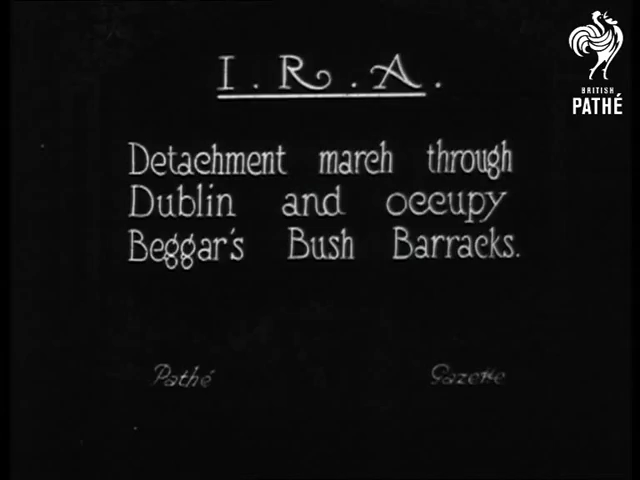 BRITISH
PATHÉ
I.R.A.
Detachment march through
Dublin and occupy
Beggar's Bush Barracks.
Pathé Gazette